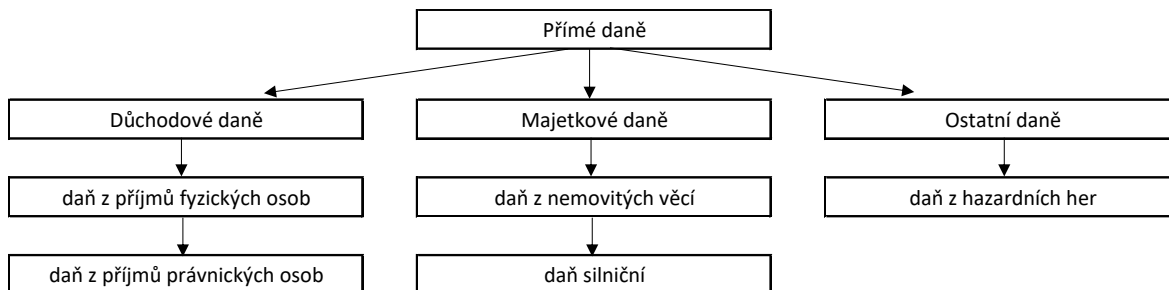 Přímé daně
Důchodové daně
Majetkové daně
Ostatní daně
daň z příjmů fyzických osob
daň z nemovitých věcí
daň z hazardních her
daň z příjmů právnických osob
daň silniční